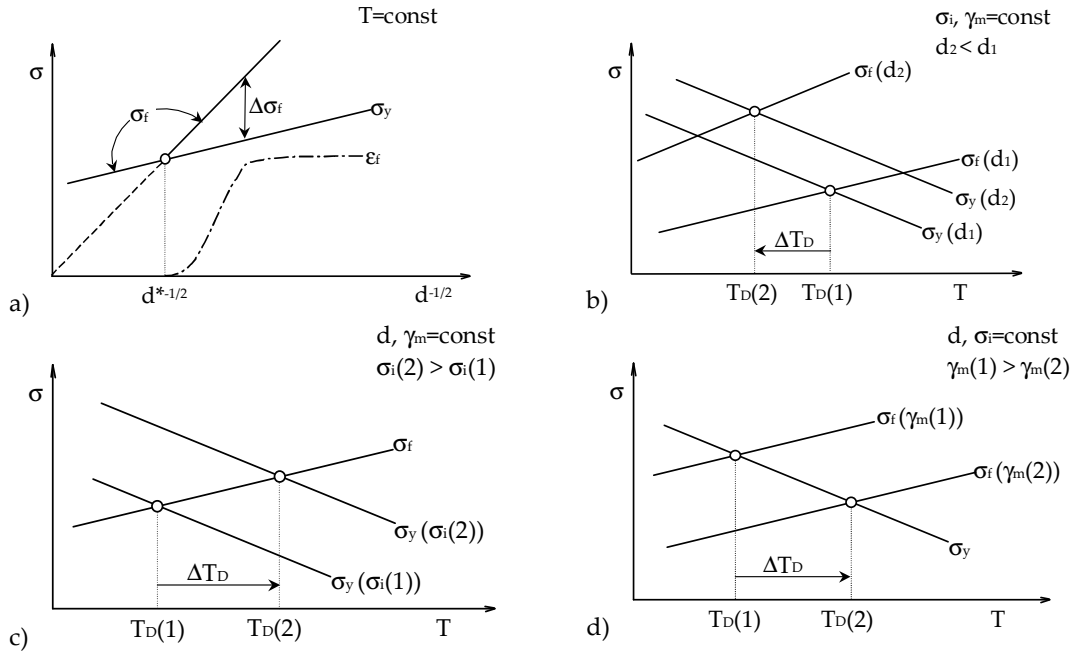 T=const
σ
σf
Δσf
σy
εf
d*-1/2
d-1/2
a)
σi, γm=const
d2 < d1
σ
σf (d2)
σf (d1)
σy (d2)
σy (d1)
ΔTD
TD(2)
TD(1)
T
b)
d, γm=const
σi(2) > σi(1)
σ
σf
σy (σi(2))
σy (σi(1))
ΔTD
TD(1)
TD(2)
T
c)
d, σi=const
γm(1) > γm(2)
σ
σf (γm(1))
σf (γm(2))
σy
ΔTD
TD(1)
TD(2)
T
d)